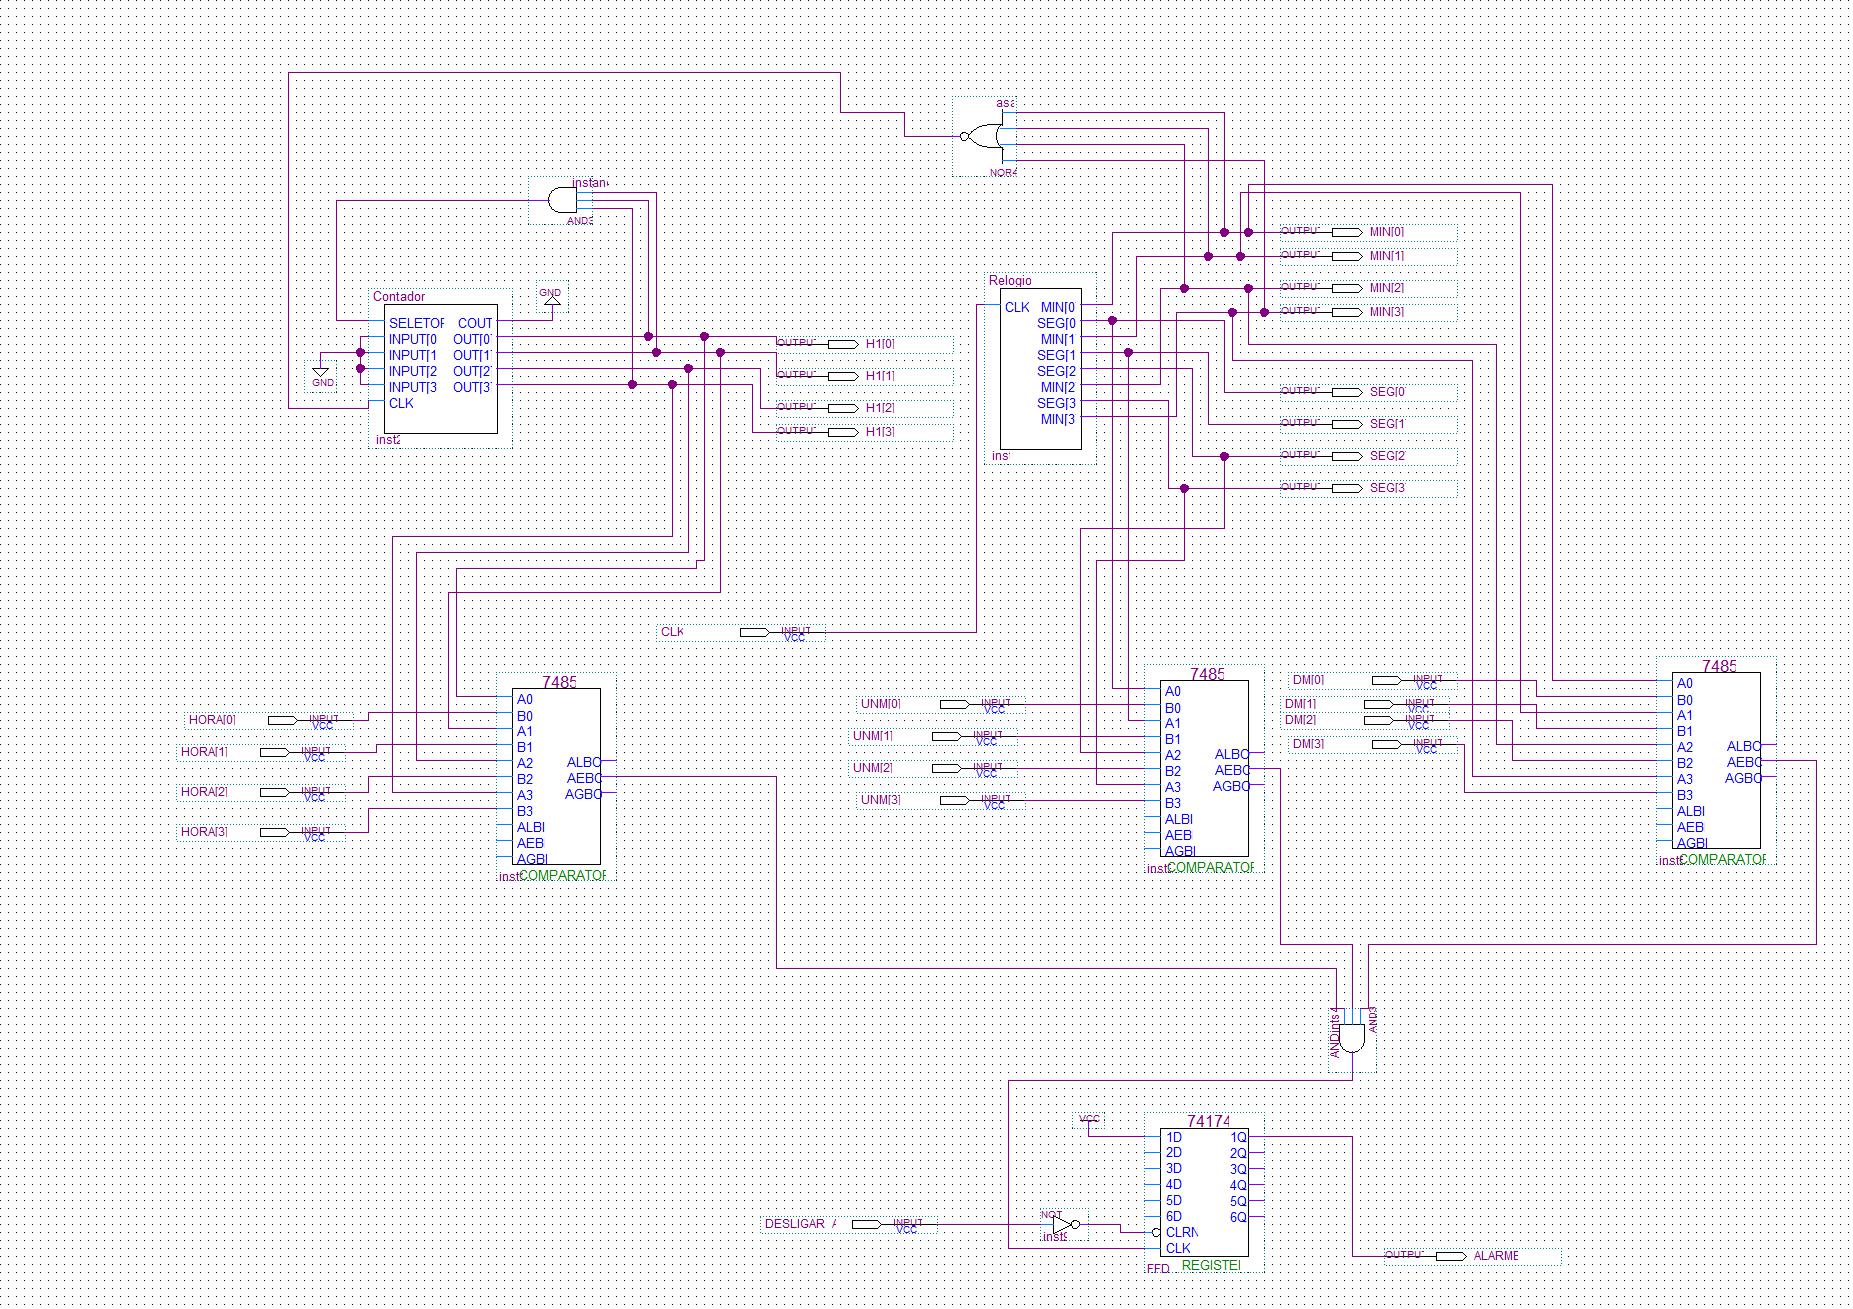 asa
NOR4
instan
AND3
MIN[0]
OUTPUT
MIN[1]
OUTPUT
MIN[2]
OUTPUT
MIN[3]
OUTPUT
Contador
SELETOR COUT
INPUT[0 OUT[0
INPUT[1 OUT[1
INPUT[2 OUT[2
INPUT[3 OUT[3
CLK
inst2
GND
GND
OUTPUT H1[0]
OUTPUT H1[1]
OUTPUT H1[2]
OUTPUT H1[3]
Relogio
CLK MIN[0
SEG[0
MIN[1
SEG[1
SEG[2
MIN[2
SEG[3
MIN[3
ins
OUTPUT SEG[0
OUTPUT SEG[1
OUTPUT SEG[2
OUTPUT SEG[3
CLK INPUT
VCC
HORA[0] INPUT
VCC
HORA[1] INPUT
VCC
HORA[2] INPUT
VCC
HORA[3] INPUT
VCC
7485
A0
B0
A1
B1
A2 ALBO
B2 AEBO
A3 AGBO
B3
ALBI
AEB
AGBI
inst COMPARATOR
UNM[0] INPUT
VCC
UNM[1] INPUT
VCC
UNM[2] INPUT
VCC
UNM[3] INPUT
VCC
7485
A0
B0
A1
B1
A2 ALBO
B2 AEBO
A3 AGBO
B3
ALBI
AEB
AGBI
inst COMPARATOR
DM[0] INPUT
VCC
DM[1] INPUT
VCC
DM[2] INPUT
VCC
DM[3] INPUT
VCC
7485
A0
B0
A1
B1
A2 ALBO
B2 AEBO
A3 AGBO
B3
ALBI
AEB
AGBI
inst COMPARATOR
AND3
VCC
74174
1D 1Q
2D 2Q
3D 3Q
4D 4Q
5D 5Q
6D 6Q
CLRN
CLK
FFD REGISTER
DESLIGAR A INPUT
VCC
NOT
inst9
OUTPUT ALARME